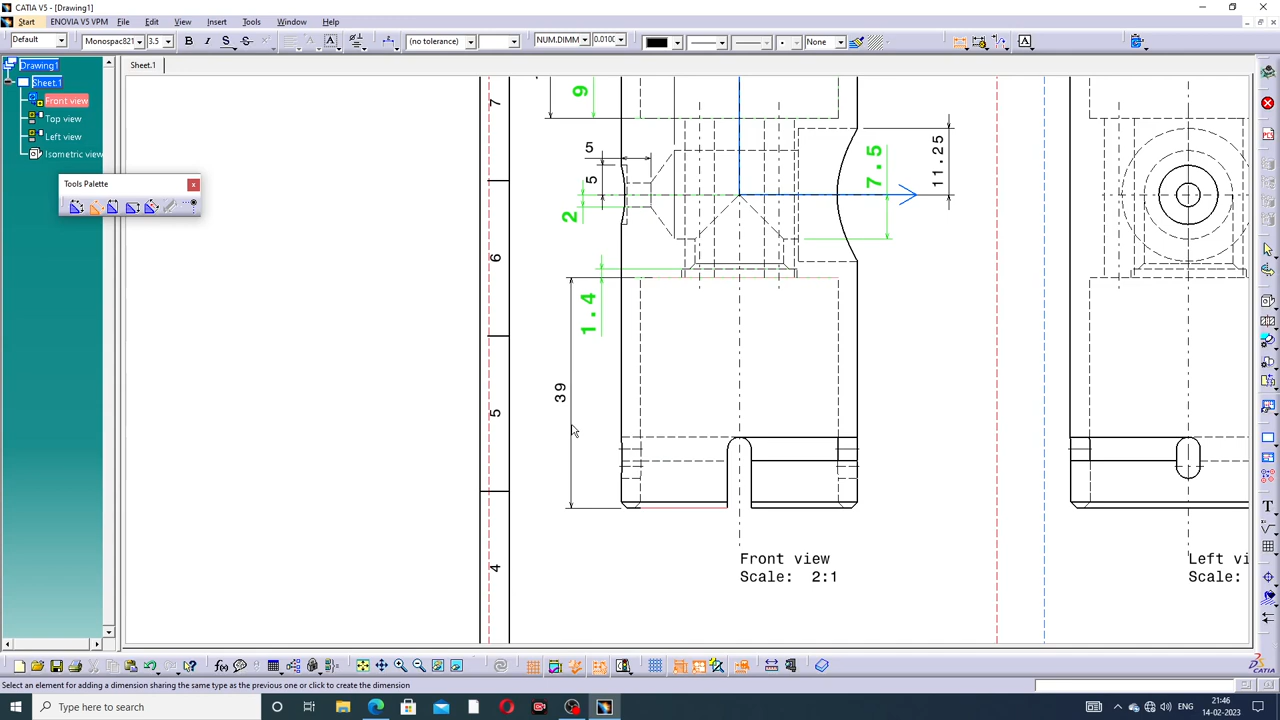 CATIA V5 - [Drawing1]
Start ENOVIA V5 VPM File Edit View Insert Tools Window Help
Default Monospac821 3.5 B I S (no tolerance) NUM.DIMM 0.0100 None
Drawing1
Sheet.1
Front view
Top view
Left view
Isometric view
Sheet.1
Tools Palette
7
6
5
4
9
5
5
2
7.5
11.25
1.4
39
Front view
Scale: 2:1
Left vi
Scale:
Select an element for adding a dimension sharing the same type as the previous one or click to create the dimension
CATIA
Type here to search
21:46
14-02-2023
ENG